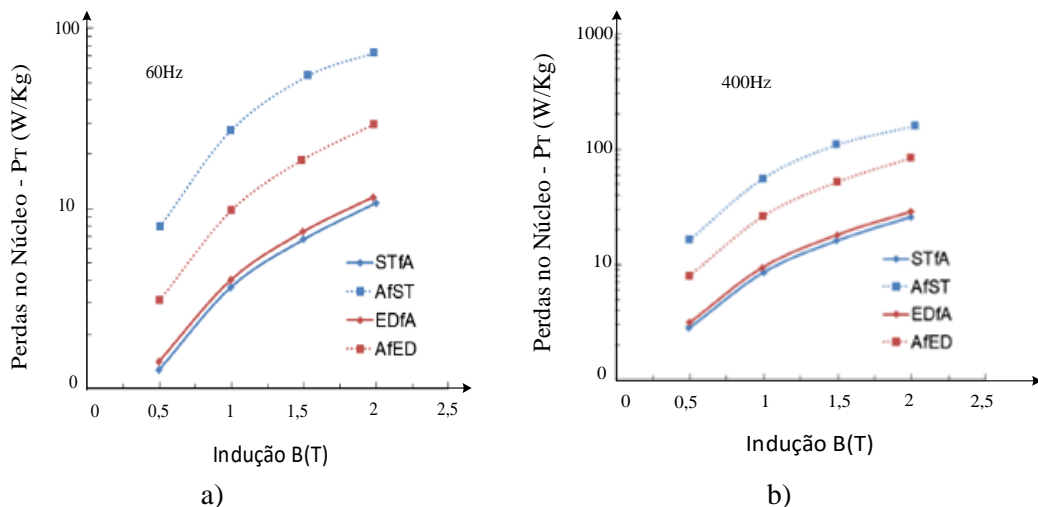 Perdas no Núcleo - PT (W/Kg)
100
10
0
60Hz
STfA
AfST
EDfA
AfED
0 0,5 1 1,5 2 2,5
Indução B(T)
a)
Perdas no Núcleo - PT (W/Kg)
1000
100
10
0
400Hz
STfA
AfST
EDfA
AfED
0 0,5 1 1,5 2 2,5
Indução B(T)
b)